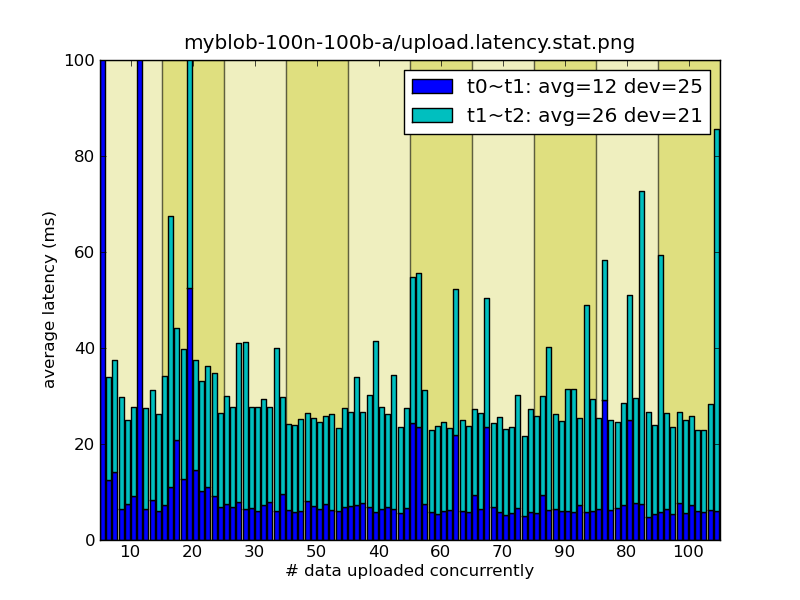 myblob-100n-100b-a/upload.latency.stat.png
t0~t1: avg=12 dev=25
t1~t2: avg=26 dev=21
average latency (ms)
100
80
60
40
20
0
10 20 30 50 40 60 70 90 80 100
# data uploaded concurrently